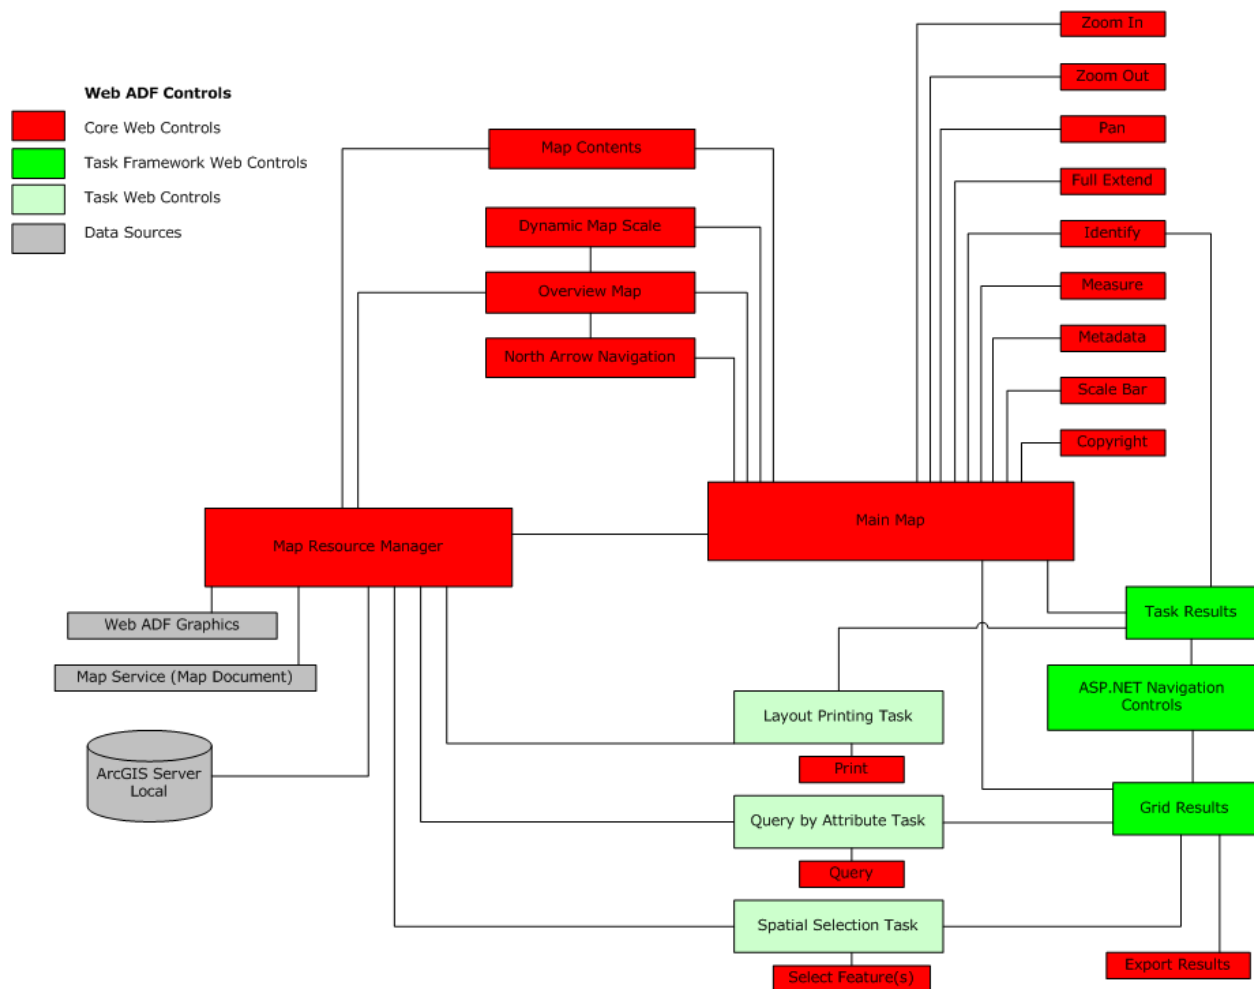 Web ADF Controls
Core Web Controls
Task Framework Web Controls
Task Web Controls
Data Sources
Map Contents
Dynamic Map Scale
Overview Map
North Arrow Navigation
Zoom In
Zoom Out
Pan
Full Extend
Identify
Measure
Metadata
Scale Bar
Copyright
Main Map
Map Resource Manager
Web ADF Graphics
Map Service (Map Document)
ArcGIS Server
Local
Task Results
ASP.NET Navigation
Controls
Layout Printing Task
Print
Query by Attribute Task
Query
Grid Results
Spatial Selection Task
Select Feature(s)
Export Results